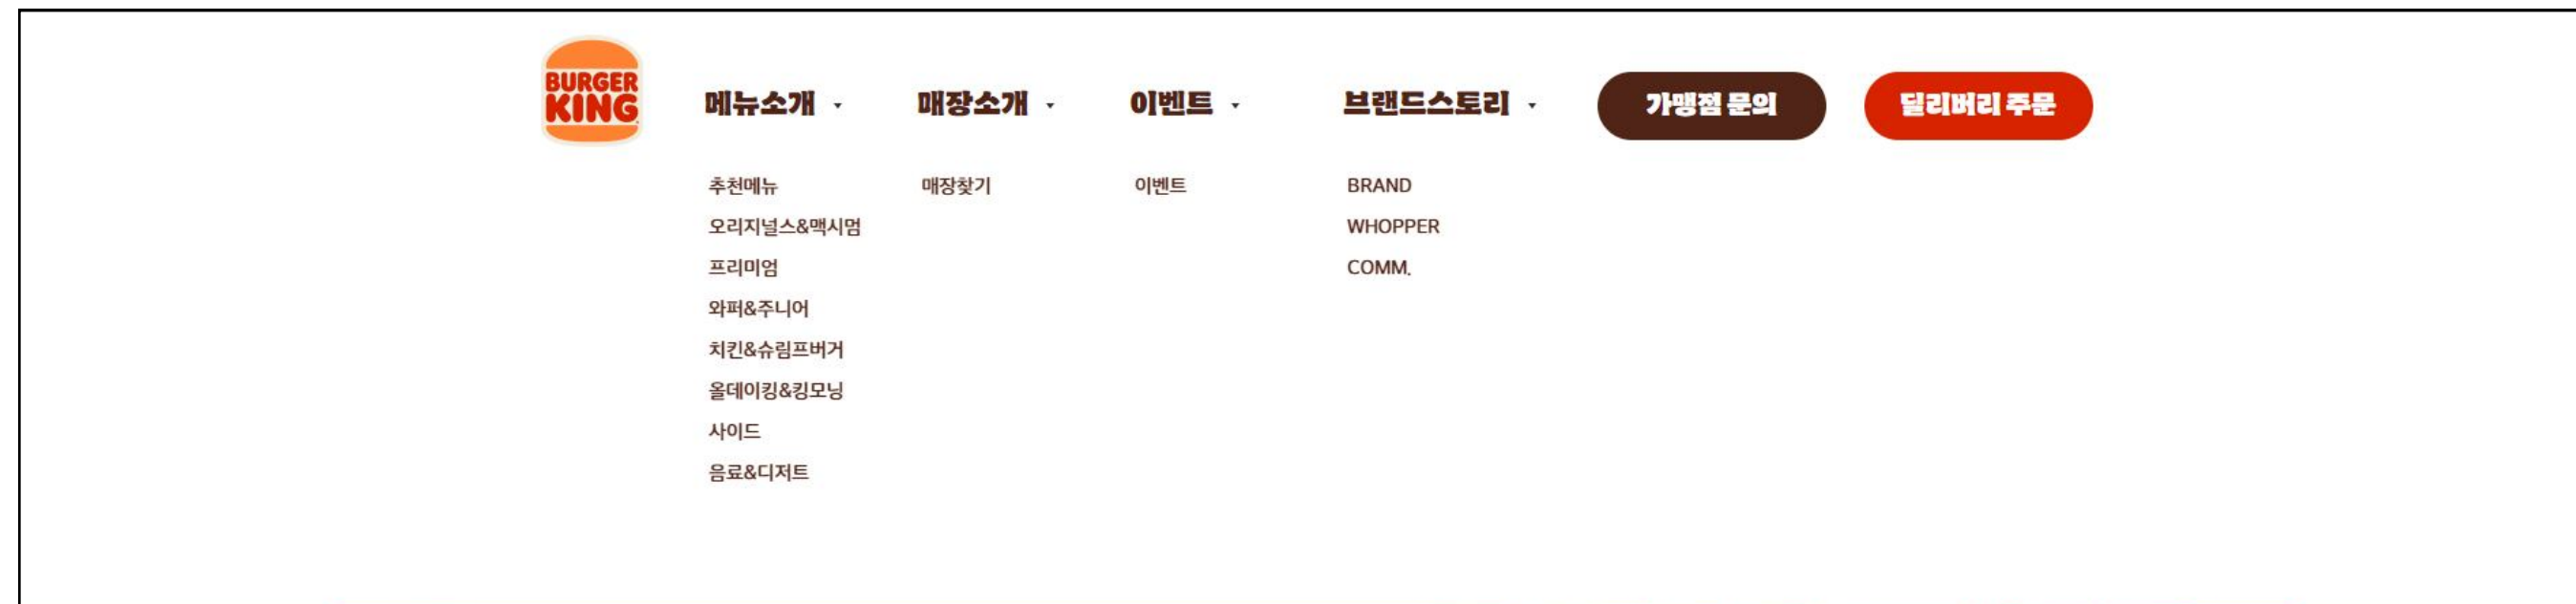 BURGER
KING
메뉴소개
매장소개
이벤트
브랜드스토리
가맹점 문의
딜리버리 주문
추천메뉴
오리지널스&맥시멈
프리미엄
와퍼&주니어
치킨&슈림프버거
올데이킹&킹모닝
사이드
음료&디저트
매장찾기
이벤트
BRAND
WHOPPER
COMM.